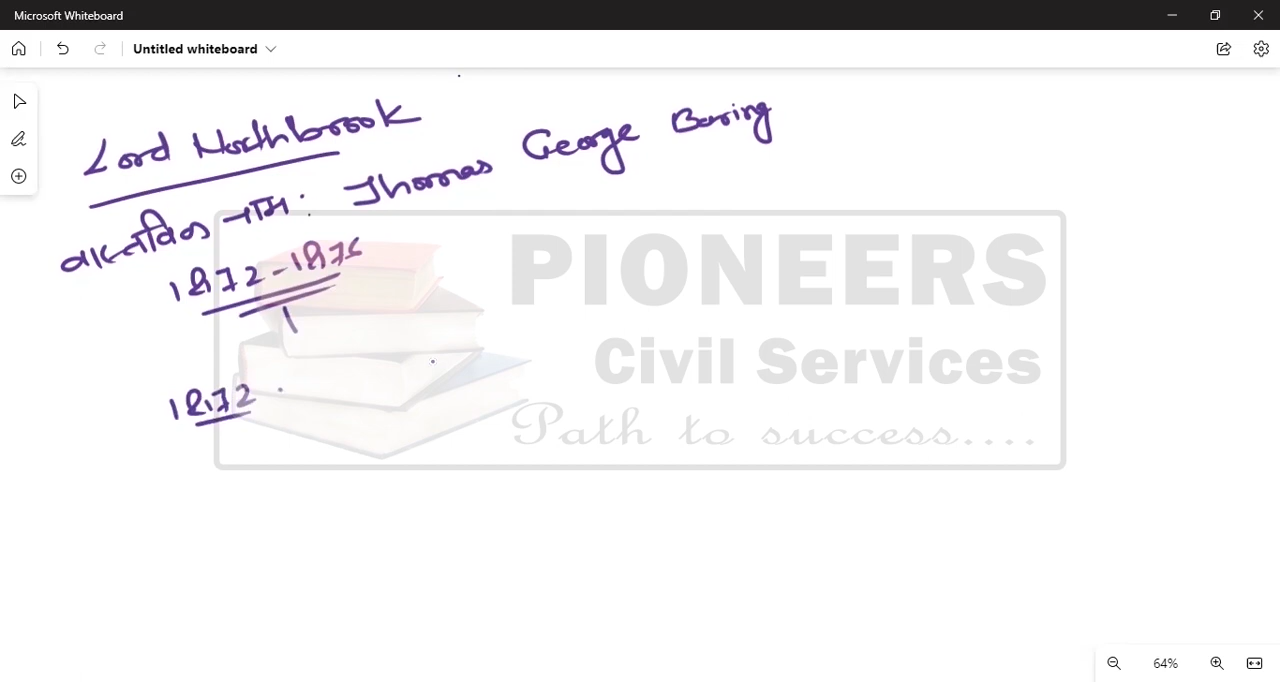 Microsoft Whiteboard
Untitled whiteboard
Lord Northbrook
वास्तविक नाम: Thomas George Baring
1872-1876
1872
PIONEERS
Civil Services
Path to success....
64%